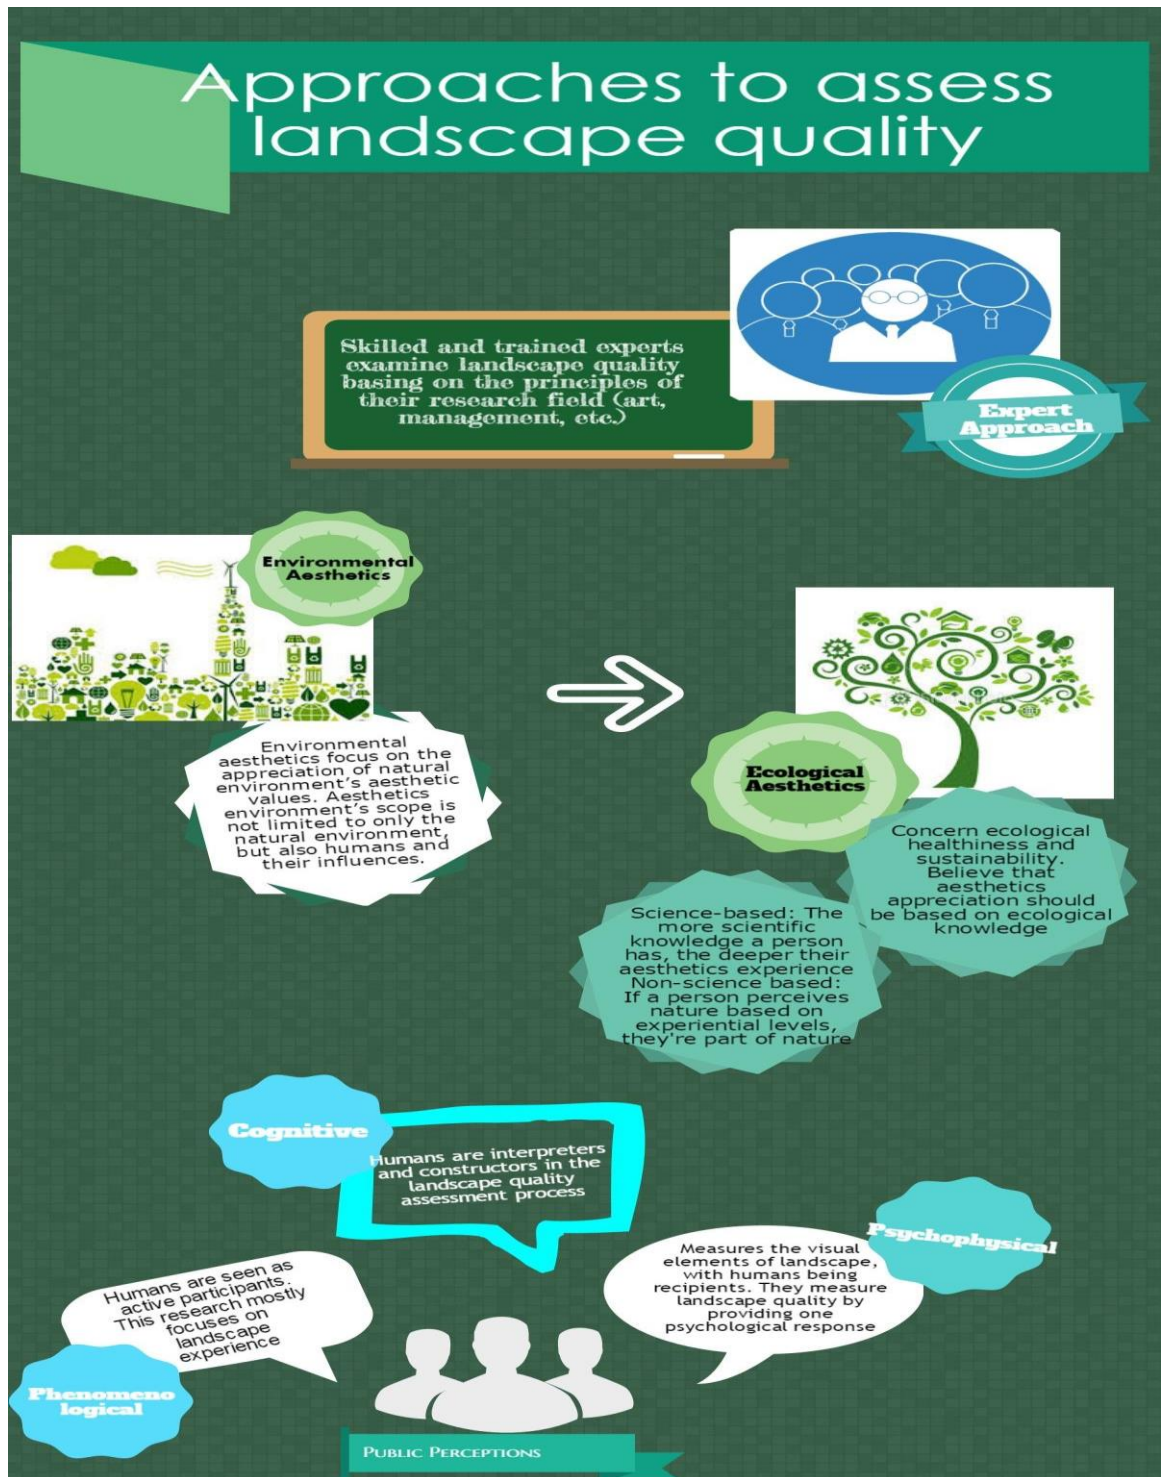 Approaches to assess
landscape quality
Skilled and trained experts
examine landscape quality
basing on the principles of
their research field (art,
management, etc.)
Expert
Approach
Environmental
Aesthetics
Environmental
aesthetics focus on the
appreciation of natural
environment's aesthetic
values. Aesthetics
environment's scope is
not limited to only the
natural environment,
but also humans and
their influences.
Ecological
Aesthetics
Concern ecological
healthiness and
sustainability.
Believe that
aesthetics
appreciation should
be based on ecological
knowledge
Science-based: The
more scientific
knowledge a person
has, the deeper their
aesthetics experience
Non-science based:
If a person perceives
nature based on
experiential levels,
they're part of nature
Cognitive
Humans are interpreters
and constructors in the
landscape quality
assessment process
Psychophysical
Measures the visual
elements of landscape,
with humans being
recipients. They measure
landscape quality by
providing one
psychological response
Humans are seen as
active participants.
This research mostly
focuses on
landscape
experience
Phenomeno
logical
PUBLIC PERCEPTIONS